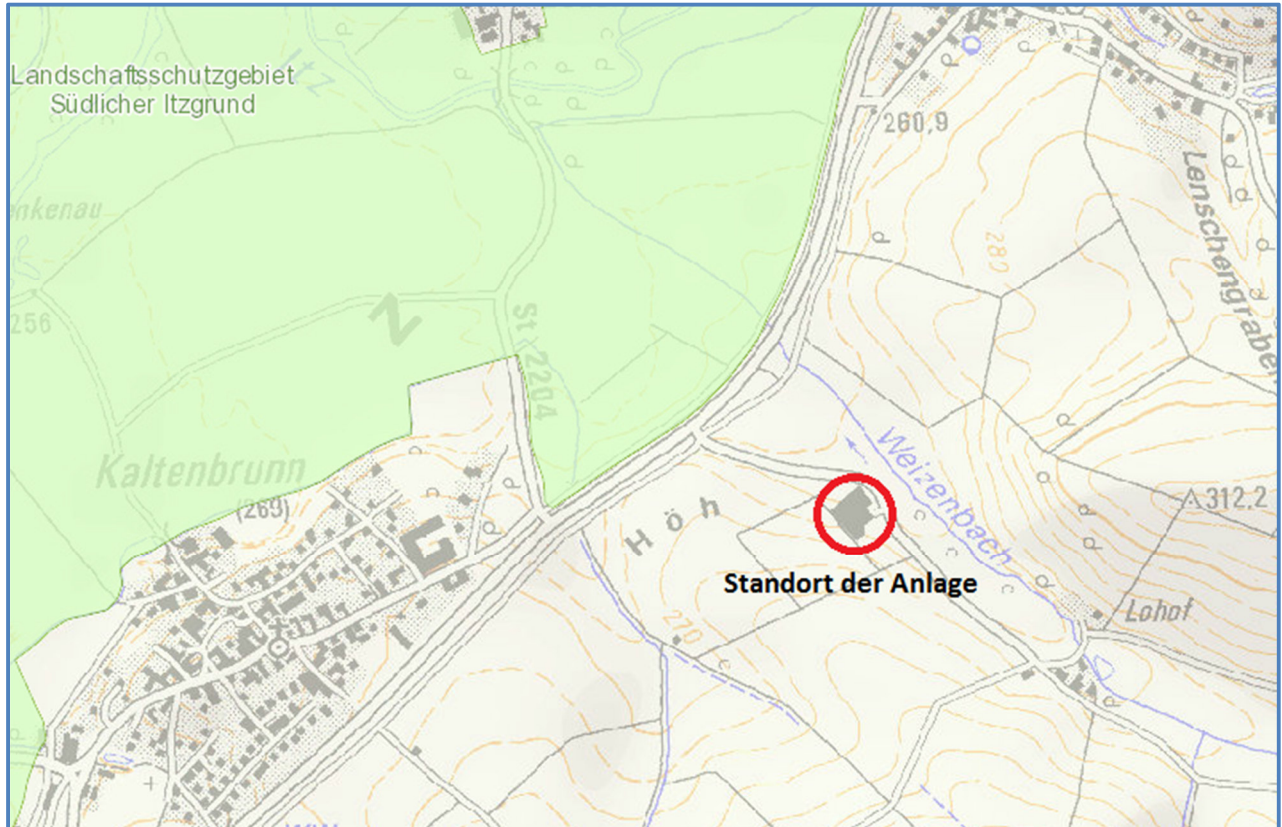 Landschaftsschutzgebiet
Südlicher Itzgrund
Itz
260,9
Lenschengraben
280
256
St 2204
Kaltenbrunn
(269)
Höh
Weizenbach
312,2
Standort der Anlage
270
Lohof